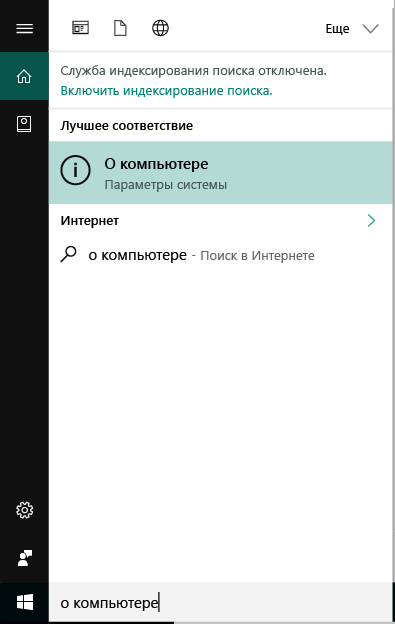 Еще
Служба индексирования поиска отключена.
Включить индексирование поиска.
Лучшее соответствие
О компьютере
Параметры системы
Интернет
о компьютере - Поиск в Интернете
о компьютере